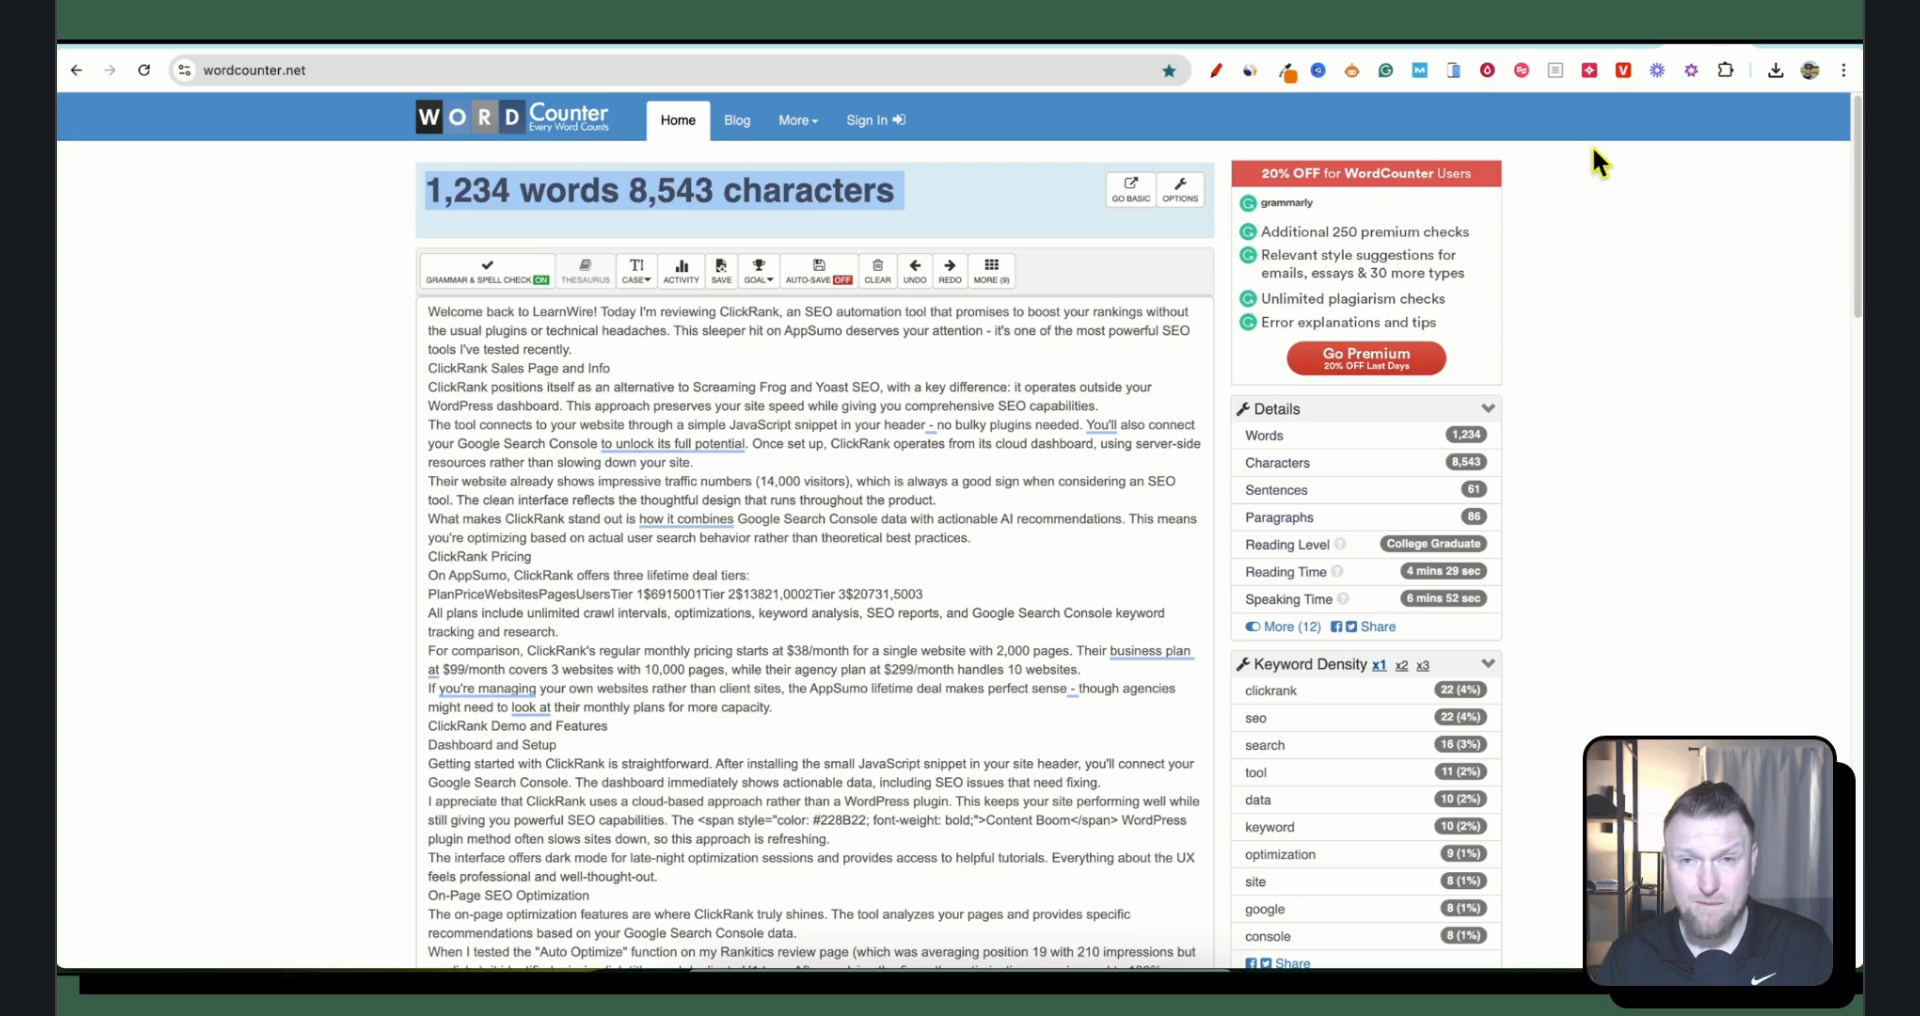 wordcounter.net
WORD Counter
Every Word Counts
Home
Blog
More
Sign In
1,234 words 8,543 characters
GO BASIC
OPTIONS
GRAMMAR & SPELL CHECK ON
THESAURUS
CASE
ACTIVITY
SAVE
GOAL
AUTO-SAVE OFF
CLEAR
UNDO
REDO
MORE (9)
Welcome back to LearnWire! Today I'm reviewing ClickRank, an SEO automation tool that promises to boost your rankings without
the usual plugins or technical headaches. This sleeper hit on AppSumo deserves your attention - it's one of the most powerful SEO
tools I've tested recently.
ClickRank Sales Page and Info
ClickRank positions itself as an alternative to Screaming Frog and Yoast SEO, with a key difference: it operates outside your
WordPress dashboard. This approach preserves your site speed while giving you comprehensive SEO capabilities.
The tool connects to your website through a simple JavaScript snippet in your header - no bulky plugins needed. You'll also connect
your Google Search Console to unlock its full potential. Once set up, ClickRank operates from its cloud dashboard, using server-side
resources rather than slowing down your site.
Their website already shows impressive traffic numbers (14,000 visitors), which is always a good sign when considering an SEO
tool. The clean interface reflects the thoughtful design that runs throughout the product.
What makes ClickRank stand out is how it combines Google Search Console data with actionable AI recommendations. This means
you're optimizing based on actual user search behavior rather than theoretical best practices.
ClickRank Pricing
On AppSumo, ClickRank offers three lifetime deal tiers:
PlanPriceWebsitesPagesUsersTier 1$6915001Tier 2$13821,0002Tier 3$20731,5003
All plans include unlimited crawl intervals, optimizations, keyword analysis, SEO reports, and Google Search Console keyword
tracking and research.
For comparison, ClickRank's regular monthly pricing starts at $38/month for a single website with 2,000 pages. Their business plan
at $99/month covers 3 websites with 10,000 pages, while their agency plan at $299/month handles 10 websites.
If you're managing your own websites rather than client sites, the AppSumo lifetime deal makes perfect sense - though agencies
might need to look at their monthly plans for more capacity.
ClickRank Demo and Features
Dashboard and Setup
Getting started with ClickRank is straightforward. After installing the small JavaScript snippet in your site header, you'll connect your
Google Search Console. The dashboard immediately shows actionable data, including SEO issues that need fixing.
I appreciate that ClickRank uses a cloud-based approach rather than a WordPress plugin. This keeps your site performing well while
still giving you powerful SEO capabilities. The <span style="color: #228B22; font-weight: bold;">Content Boom</span> WordPress
plugin method often slows sites down, so this approach is refreshing.
The interface offers dark mode for late-night optimization sessions and provides access to helpful tutorials. Everything about the UX
feels professional and well-thought-out.
On-Page SEO Optimization
The on-page optimization features are where ClickRank truly shines. The tool analyzes your pages and provides specific
recommendations based on your Google Search Console data.
When I tested the "Auto Optimize" function on my Rankitics review page (which was averaging position 19 with 210 impressions but
20% OFF for WordCounter Users
grammarly
Additional 250 premium checks
Relevant style suggestions for
emails, essays & 30 more types
Unlimited plagiarism checks
Error explanations and tips
Go Premium
20% OFF Last Days
Details
Words 1,234
Characters 8,543
Sentences 61
Paragraphs 86
Reading Level College Graduate
Reading Time 4 mins 29 sec
Speaking Time 6 mins 52 sec
More (12) Share
Keyword Density x1 x2 x3
clickrank 22 (4%)
seo 22 (4%)
search 16 (3%)
tool 11 (2%)
data 10 (2%)
keyword 10 (2%)
optimization 9 (1%)
site 8 (1%)
google 8 (1%)
console 8 (1%)
Share